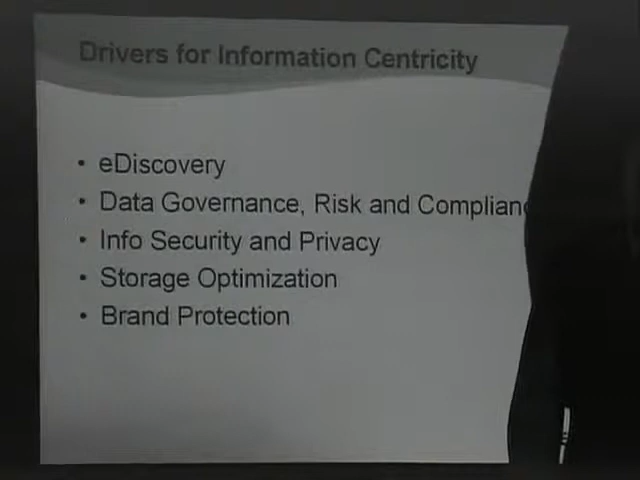 Drivers for Information Centricity
• eDiscovery
• Data Governance, Risk and Complian
• Info Security and Privacy
• Storage Optimization
• Brand Protection